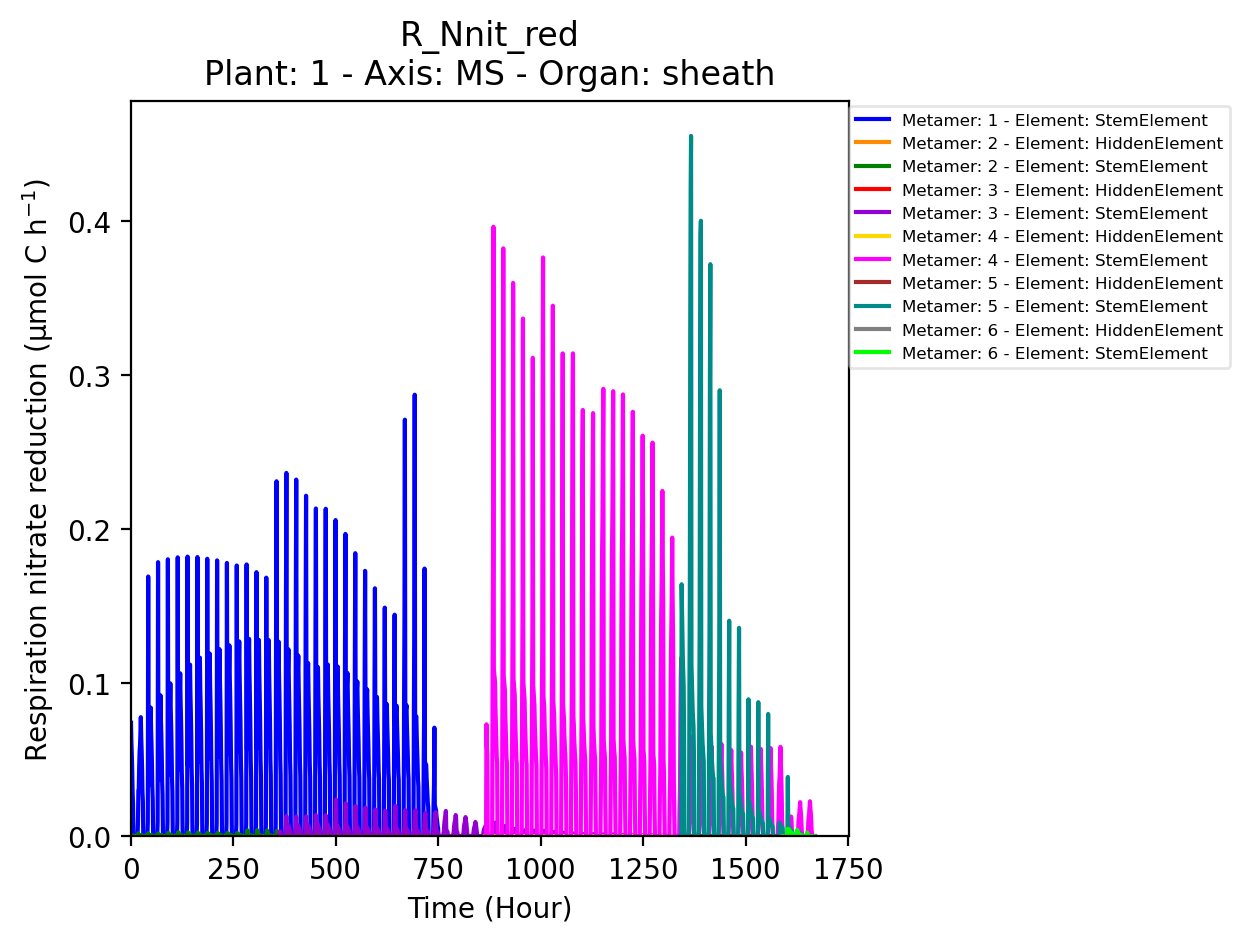 R_Nnit_red
Plant: 1 - Axis: MS - Organ: sheath
Respiration nitrate reduction (µmol C h⁻¹)
0.4
0.3
0.2
0.1
0.0
0 250 500 750 1000 1250 1500 1750
Time (Hour)
Metamer: 1 - Element: StemElement
Metamer: 2 - Element: HiddenElement
Metamer: 2 - Element: StemElement
Metamer: 3 - Element: HiddenElement
Metamer: 3 - Element: StemElement
Metamer: 4 - Element: HiddenElement
Metamer: 4 - Element: StemElement
Metamer: 5 - Element: HiddenElement
Metamer: 5 - Element: StemElement
Metamer: 6 - Element: HiddenElement
Metamer: 6 - Element: StemElement